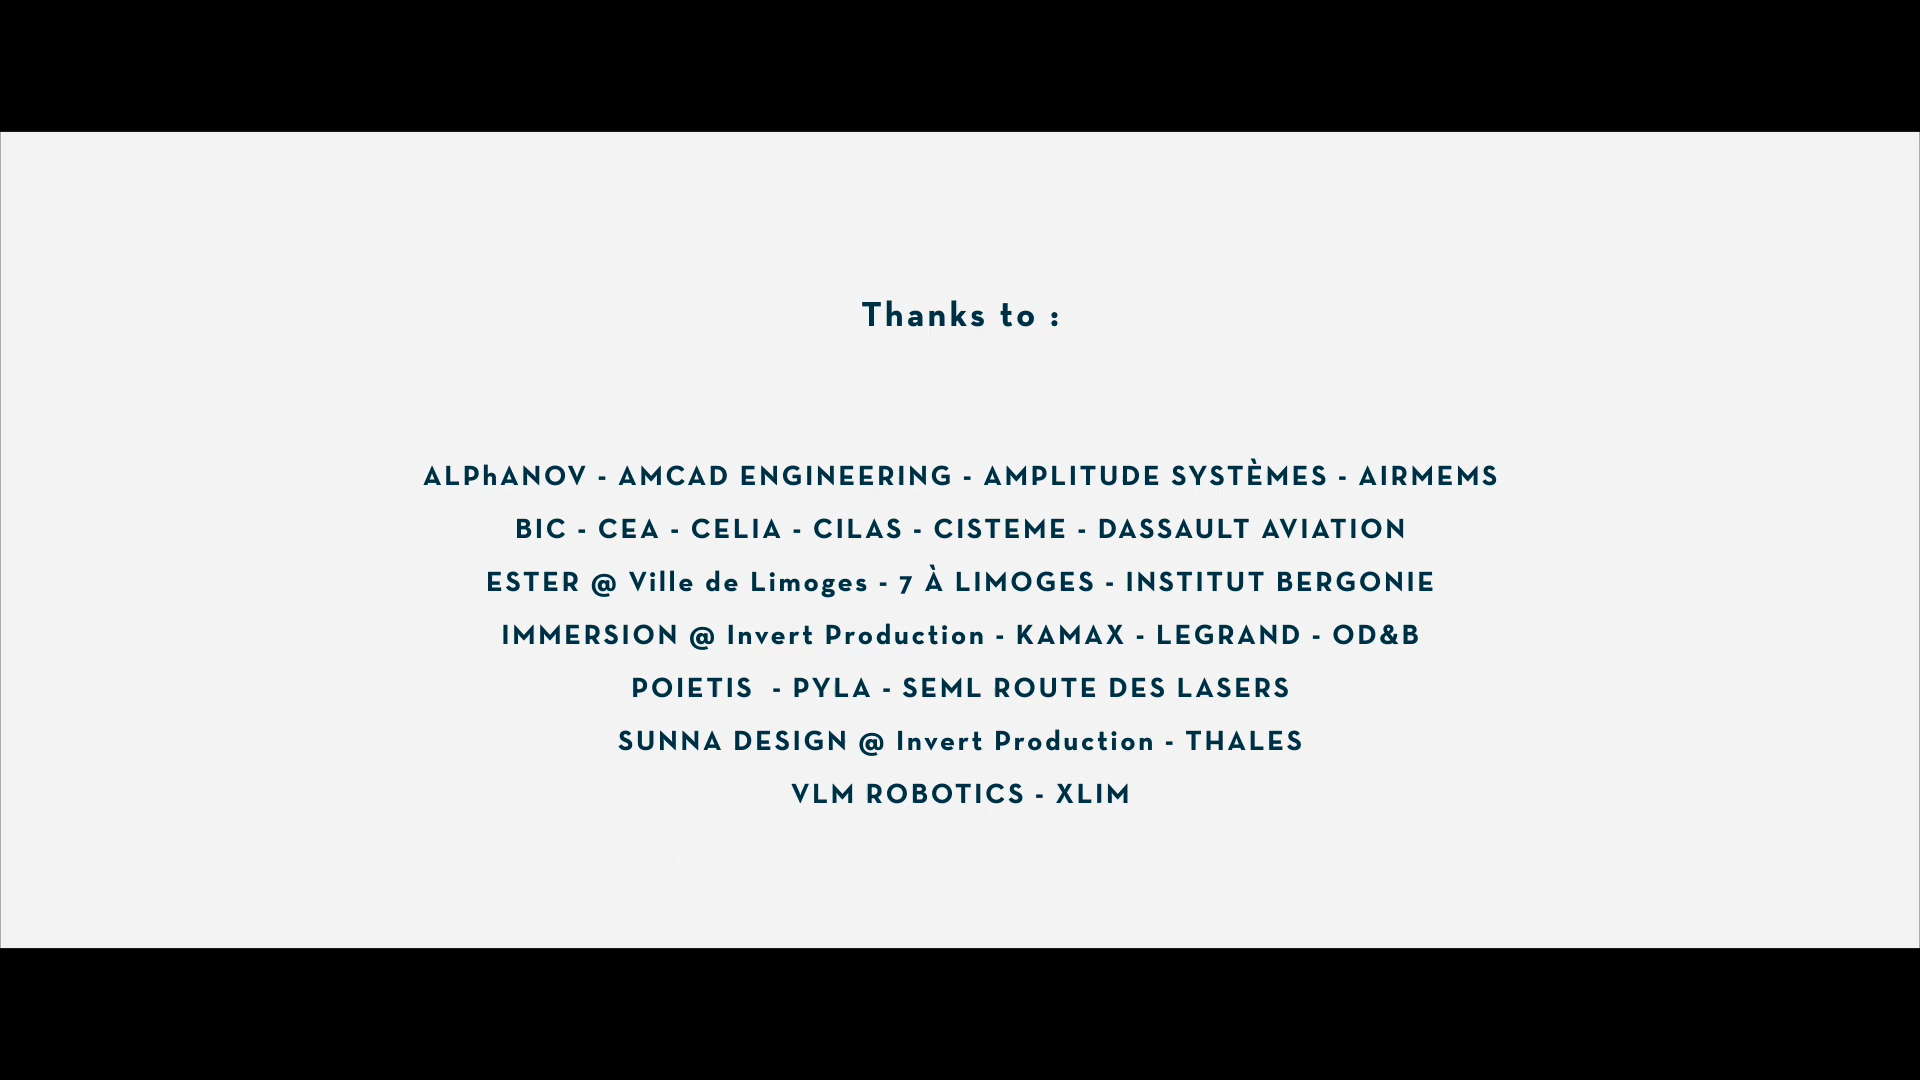 Thanks to :
ALPhANOV - AMCAD ENGINEERING - AMPLITUDE SYSTÈMES - AIRMEMS
BIC - CEA - CELIA - CILAS - CISTEME - DASSAULT AVIATION
ESTER @ Ville de Limoges - 7 À LIMOGES - INSTITUT BERGONIE
IMMERSION @ Invert Production - KAMAX - LEGRAND - OD&B
POIETIS - PYLA - SEML ROUTE DES LASERS
SUNNA DESIGN @ Invert Production - THALES
VLM ROBOTICS - XLIM